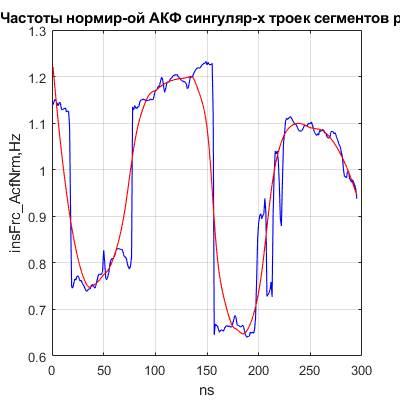 Частоты нормир-ой АКФ сингуляр-х троек сегментов р
insFrc_AcfNrm,Hz
1.3
1.2
1.1
1
0.9
0.8
0.7
0.6
0 50 100 150 200 250 300
ns